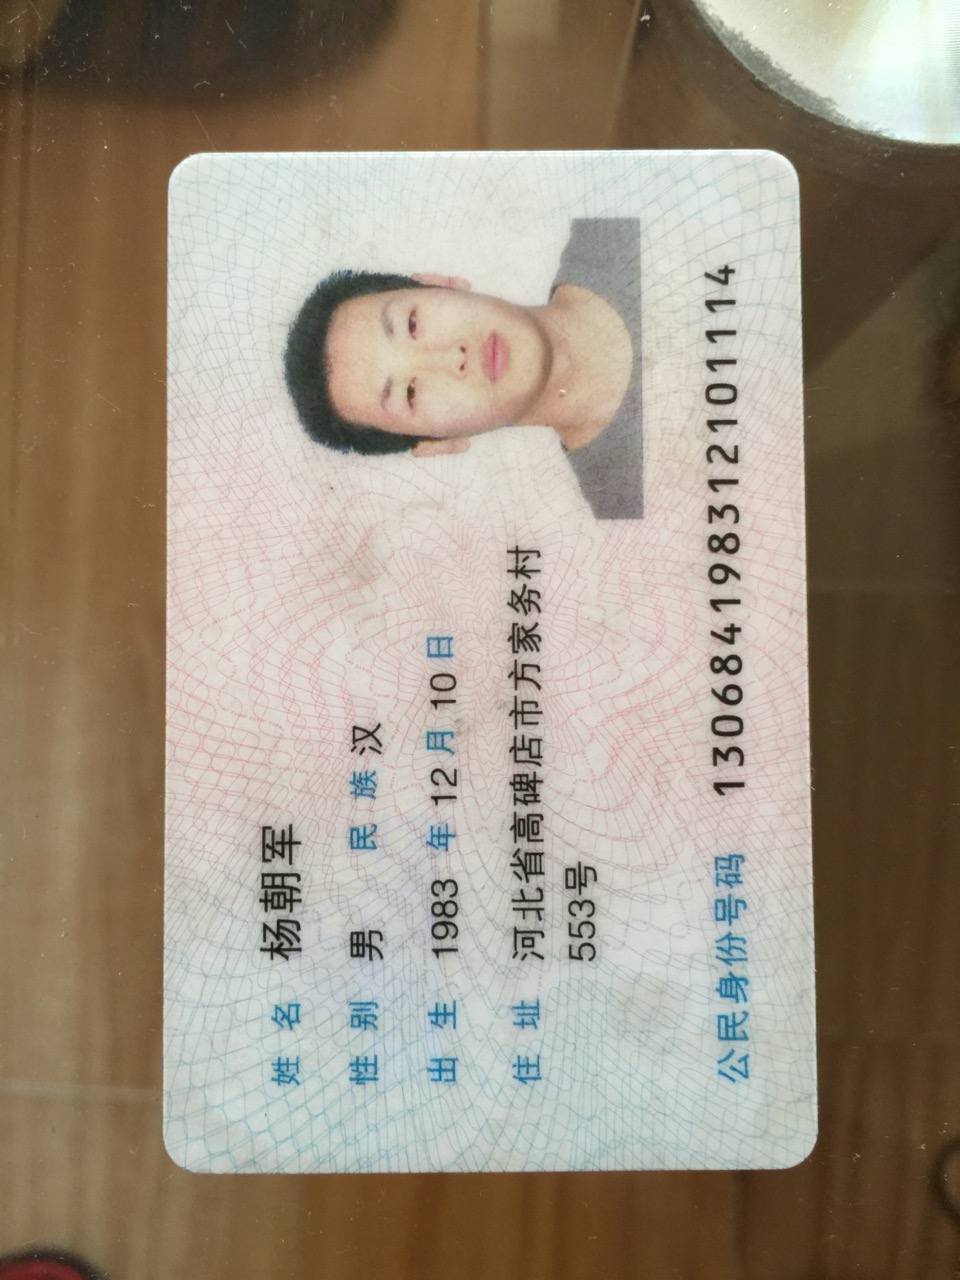 姓名 杨朝军
性别 男 民族 汉
出生 1983 年 12 月 10 日
住址 河北省高碑店市方家务村
553号
公民身份号码 130684198312101114